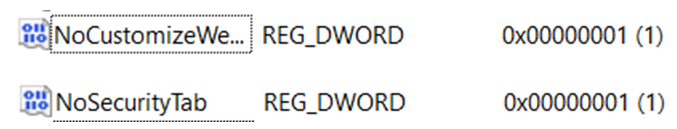 NoCustomizeWe... REG_DWORD 0x00000001 (1)
NoSecurityTab REG_DWORD 0x00000001 (1)